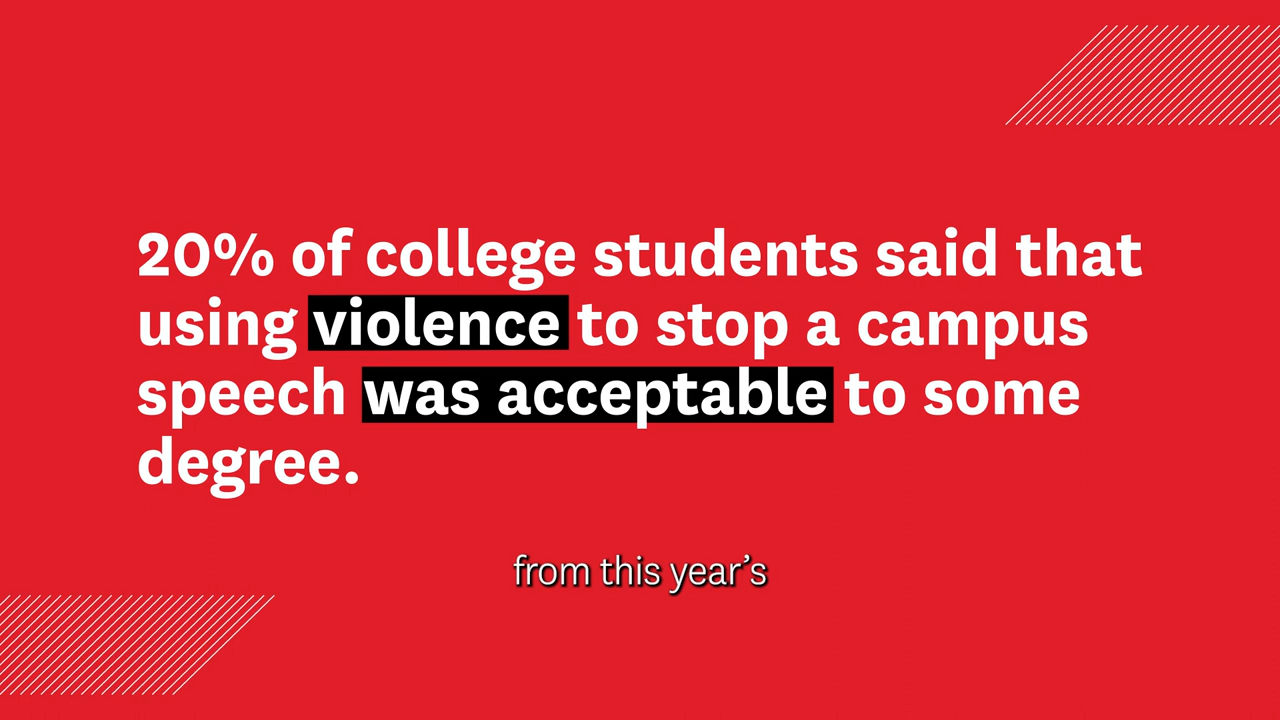 20% of college students said that
using violence to stop a campus
speech was acceptable to some
degree.
from this year’s